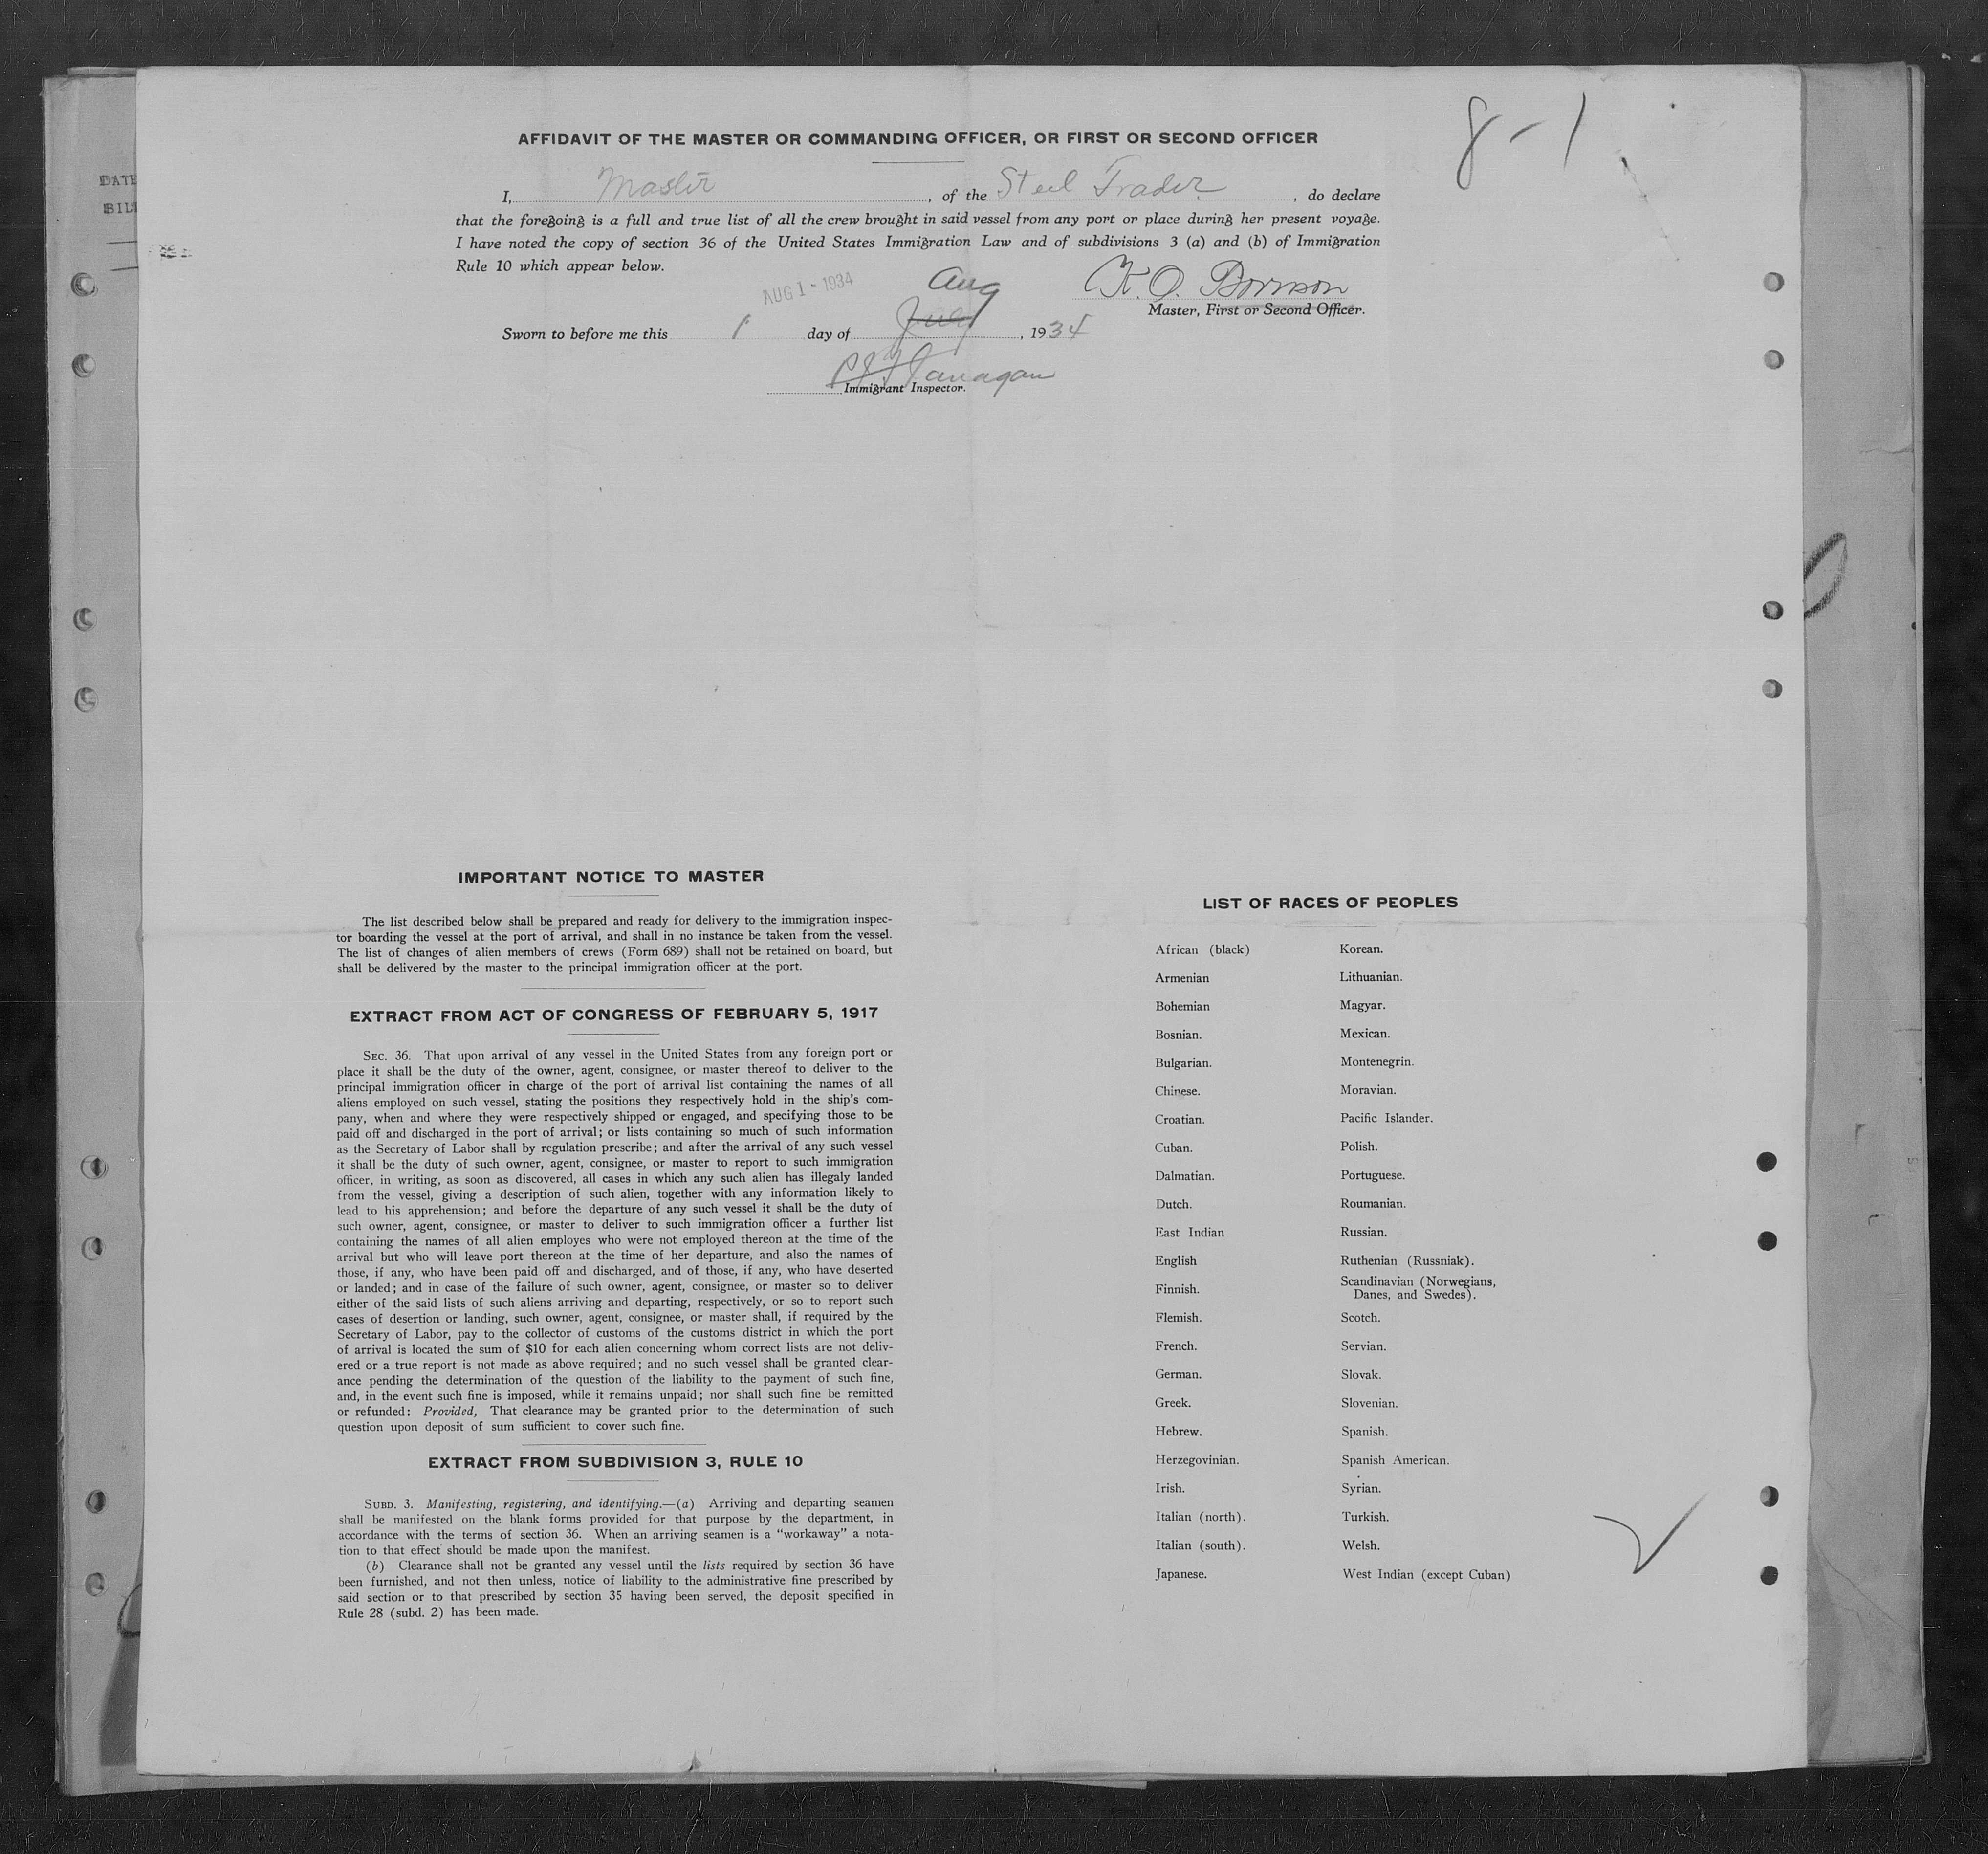 8-1
AFFIDAVIT OF THE MASTER OR COMMANDING OFFICER, OR FIRST OR SECOND OFFICER
DATE
BIL
I, Master, of the Steel Trader, do declare
that the foregoing is a full and true list of all the crew brought in said vessel from any port or place during her present voyage.
I have noted the copy of section 36 of the United States Immigration Law and of subdivisions 3 (a) and (b) of Immigration
Rule 10 which appear below.
AUG 1 - 1934
K. O. Bornson
Master, First or Second Officer.
Aug
Sworn to before me this 1 day of July, 1934
Flanagan
Immigrant Inspector.
IMPORTANT NOTICE TO MASTER
The list described below shall be prepared and ready for delivery to the immigration inspec-
tor boarding the vessel at the port of arrival, and shall in no instance be taken from the vessel.
The list of changes of alien members of crews (Form 689) shall not be retained on board, but
shall be delivered by the master to the principal immigration officer at the port.
EXTRACT FROM ACT OF CONGRESS OF FEBRUARY 5, 1917
SEC. 36. That upon arrival of any vessel in the United States from any foreign port or
place it shall be the duty of the owner, agent, consignee, or master thereof to deliver to the
principal immigration officer in charge of the port of arrival list containing the names of all
aliens employed on such vessel, stating the positions they respectively hold in the ship's com-
pany, when and where they were respectively shipped or engaged, and specifying those to be
paid off and discharged in the port of arrival; or lists containing so much of such information
as the Secretary of Labor shall by regulation prescribe; and after the arrival of any such vessel
it shall be the duty of such owner, agent, consignee, or master to report to such immigration
officer, in writing, as soon as discovered, all cases in which any such alien has illegaly landed
from the vessel, giving a description of such alien, together with any information likely to
lead to his apprehension; and before the departure of any such vessel it shall be the duty of
such owner, agent, consignee, or master to deliver to such immigration officer a further list
containing the names of all alien employes who were not employed thereon at the time of the
arrival but who will leave port thereon at the time of her departure, and also the names of
those, if any, who have been paid off and discharged, and of those, if any, who have deserted
or landed; and in case of the failure of such owner, agent, consignee, or master so to deliver
either of the said lists of such aliens arriving and departing, respectively, or so to report such
cases of desertion or landing, such owner, agent, consignee, or master shall, if required by the
Secretary of Labor, pay to the collector of customs of the customs district in which the port
of arrival is located the sum of $10 for each alien concerning whom correct lists are not deliv-
ered or a true report is not made as above required; and no such vessel shall be granted clear-
ance pending the determination of the question of the liability to the payment of such fine,
and, in the event such fine is imposed, while it remains unpaid; nor shall such fine be remitted
or refunded: Provided, That clearance may be granted prior to the determination of such
question upon deposit of sum sufficient to cover such fine.
EXTRACT FROM SUBDIVISION 3, RULE 10
SUBD. 3. Manifesting, registering, and identifying.—(a) Arriving and departing seamen
shall be manifested on the blank forms provided for that purpose by the department, in
accordance with the terms of section 36. When an arriving seamen is a "workaway" a nota-
tion to that effect should be made upon the manifest.
(b) Clearance shall not be granted any vessel until the lists required by section 36 have
been furnished, and not then unless, notice of liability to the administrative fine prescribed by
said section or to that prescribed by section 35 having been served, the deposit specified in
Rule 28 (subd. 2) has been made.
LIST OF RACES OF PEOPLES
African (black)
Armenian
Bohemian
Bosnian.
Bulgarian.
Chinese.
Croatian.
Cuban.
Dalmatian.
Dutch.
East Indian
English
Finnish.
Flemish.
French.
German.
Greek.
Hebrew.
Herzegovinian.
Irish.
Italian (north).
Italian (south).
Japanese.
Korean.
Lithuanian.
Magyar.
Mexican.
Montenegrin.
Moravian.
Pacific Islander.
Polish.
Portuguese.
Roumanian.
Russian.
Ruthenian (Russniak).
Scandinavian (Norwegians,
Danes, and Swedes).
Scotch.
Servian.
Slovak.
Slovenian.
Spanish.
Spanish American.
Syrian.
Turkish.
Welsh.
West Indian (except Cuban)